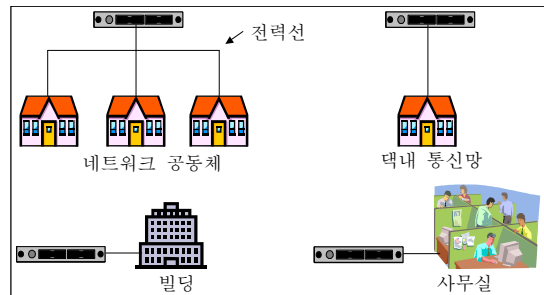 전력선
네트워크 공동체
댁내 통신망
빌딩
사무실